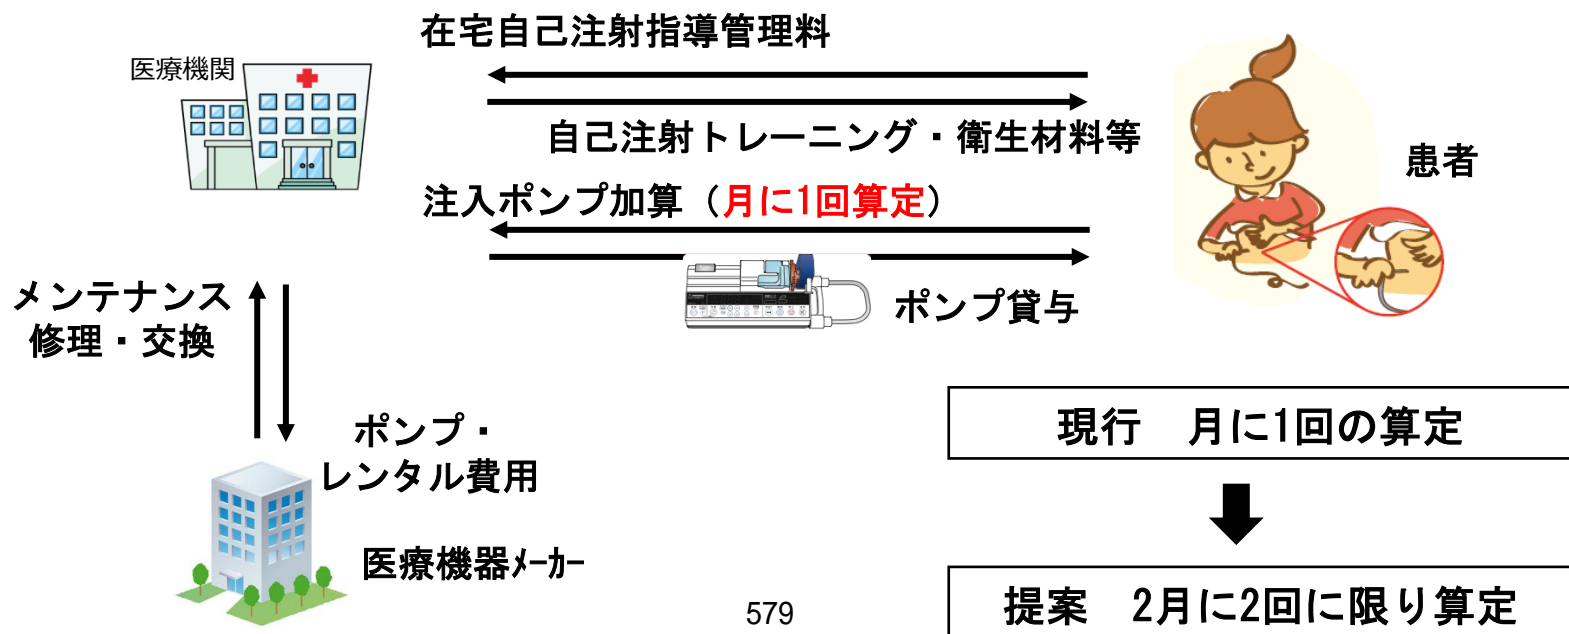 在宅自己注射指導管理料
医療機関
自己注射トレーニング・衛生材料等
患者
注入ポンプ加算（月に1回算定）
ポンプ貸与
メンテナンス
修理・交換
ポンプ・
レンタル費用
医療機器ﾒｰｶｰ
現行　月に1回の算定
提案　2月に2回に限り算定
579